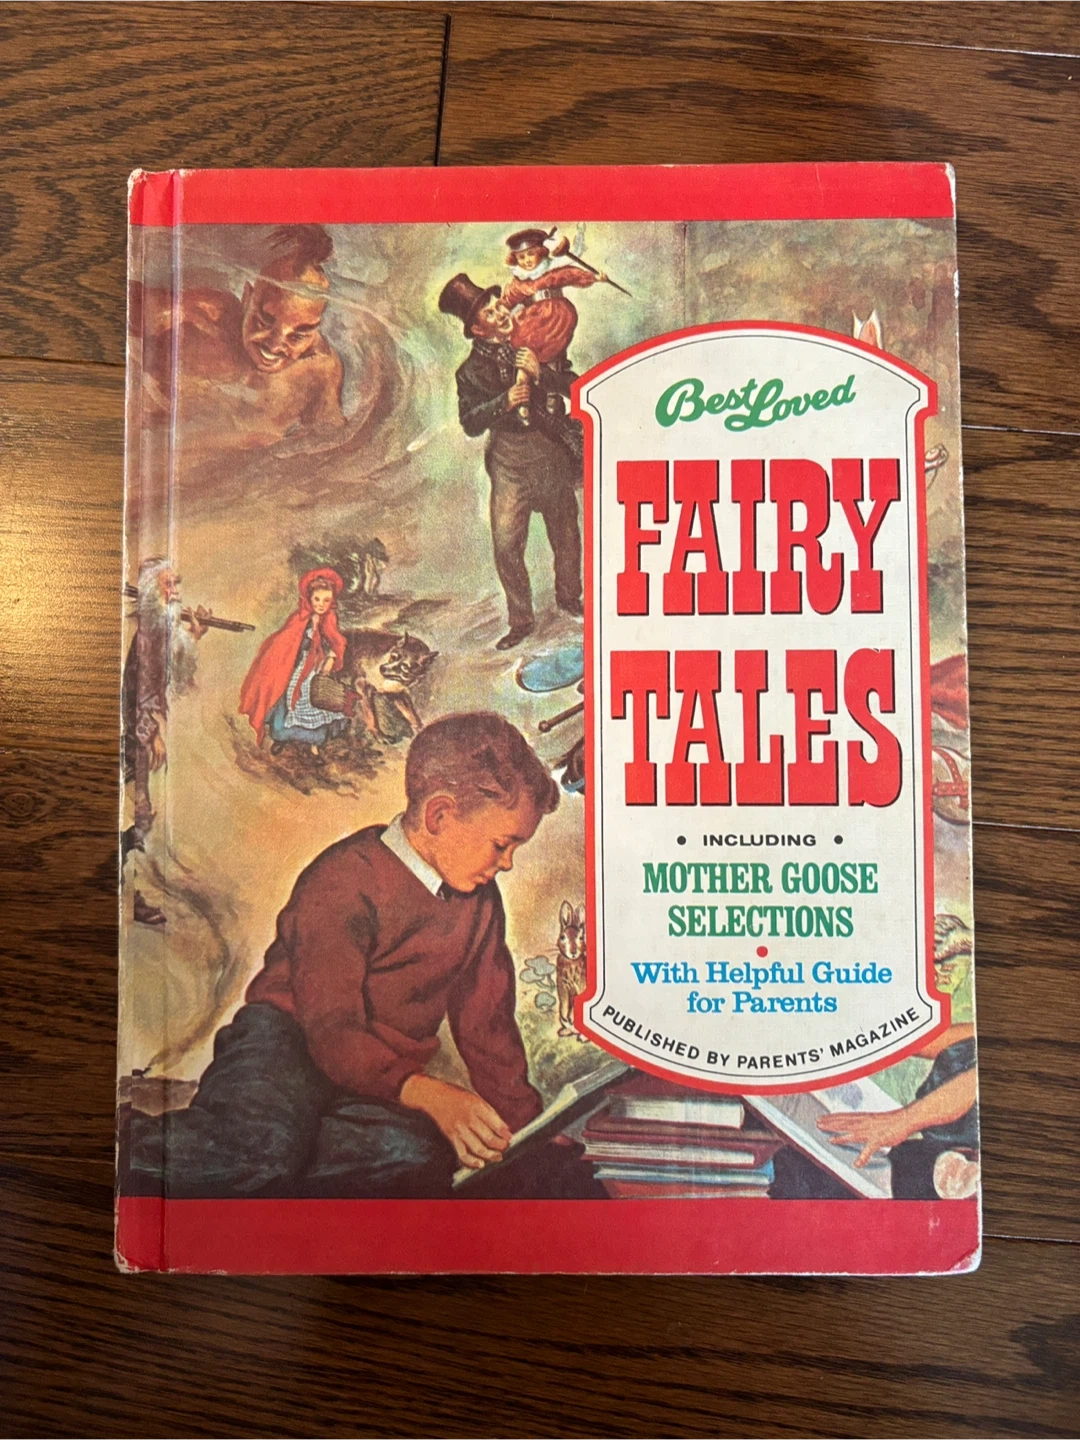 Best Loved
FAIRY
TALES
• INCLUDING •
MOTHER GOOSE
SELECTIONS
•
With Helpful Guide
for Parents
PUBLISHED BY PARENTS' MAGAZINE